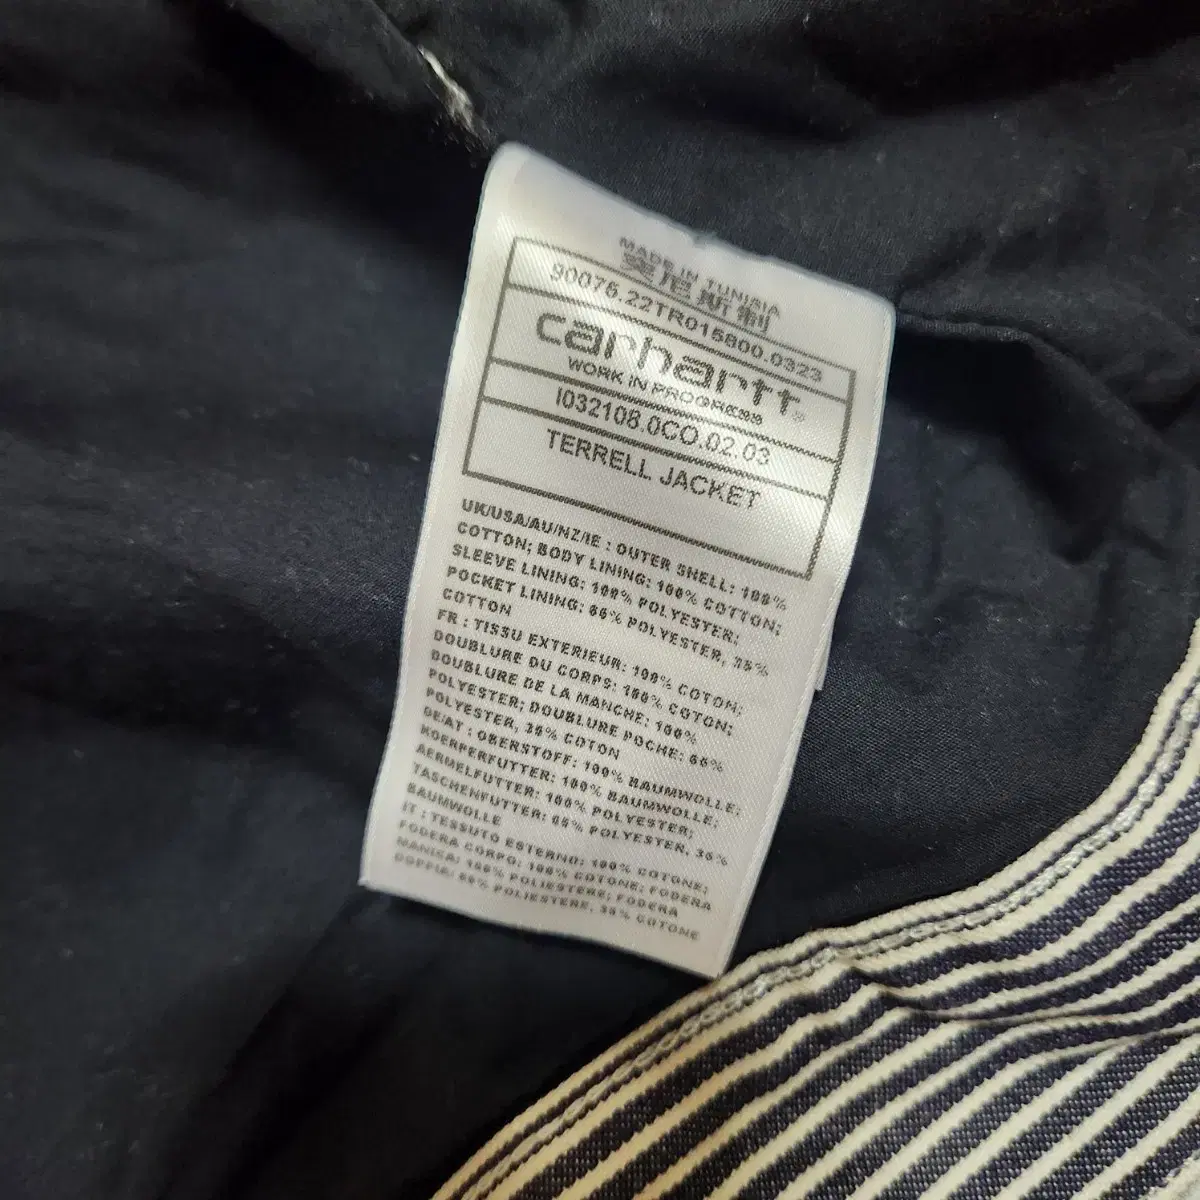 MADE IN TUNISIA
突尼斯制
90076.22TR015800.0323
carhartt®
WORK IN PROGRESS
I032108.0CO.02.03
TERRELL JACKET
UK/USA/AU/NZ/IE : OUTER SHELL: 100%
COTTON; BODY LINING: 100% COTTON;
SLEEVE LINING: 100% POLYESTER;
POCKET LINING: 65% POLYESTER, 35%
COTTON
FR : TISSU EXTERIEUR: 100% COTON;
DOUBLURE DU CORPS: 100% COTON;
DOUBLURE DE LA MANCHE: 100%
POLYESTER; DOUBLURE POCHE: 65%
POLYESTER, 35% COTON
DE/AT : OBERSTOFF: 100% BAUMWOLLE;
KOERPERFUTTER: 100% BAUMWOLLE;
AERMELFUTTER: 100% POLYESTER;
TASCHENFUTTER: 65% POLYESTER, 35%
BAUMWOLLE
IT : TESSUTO ESTERNO: 100% COTONE;
FODERA CORPO: 100% COTONE; FODERA
MANICA: 100% POLIESTERE; FODERA
DOPPIA: 65% POLIESTERE, 35% COTONE